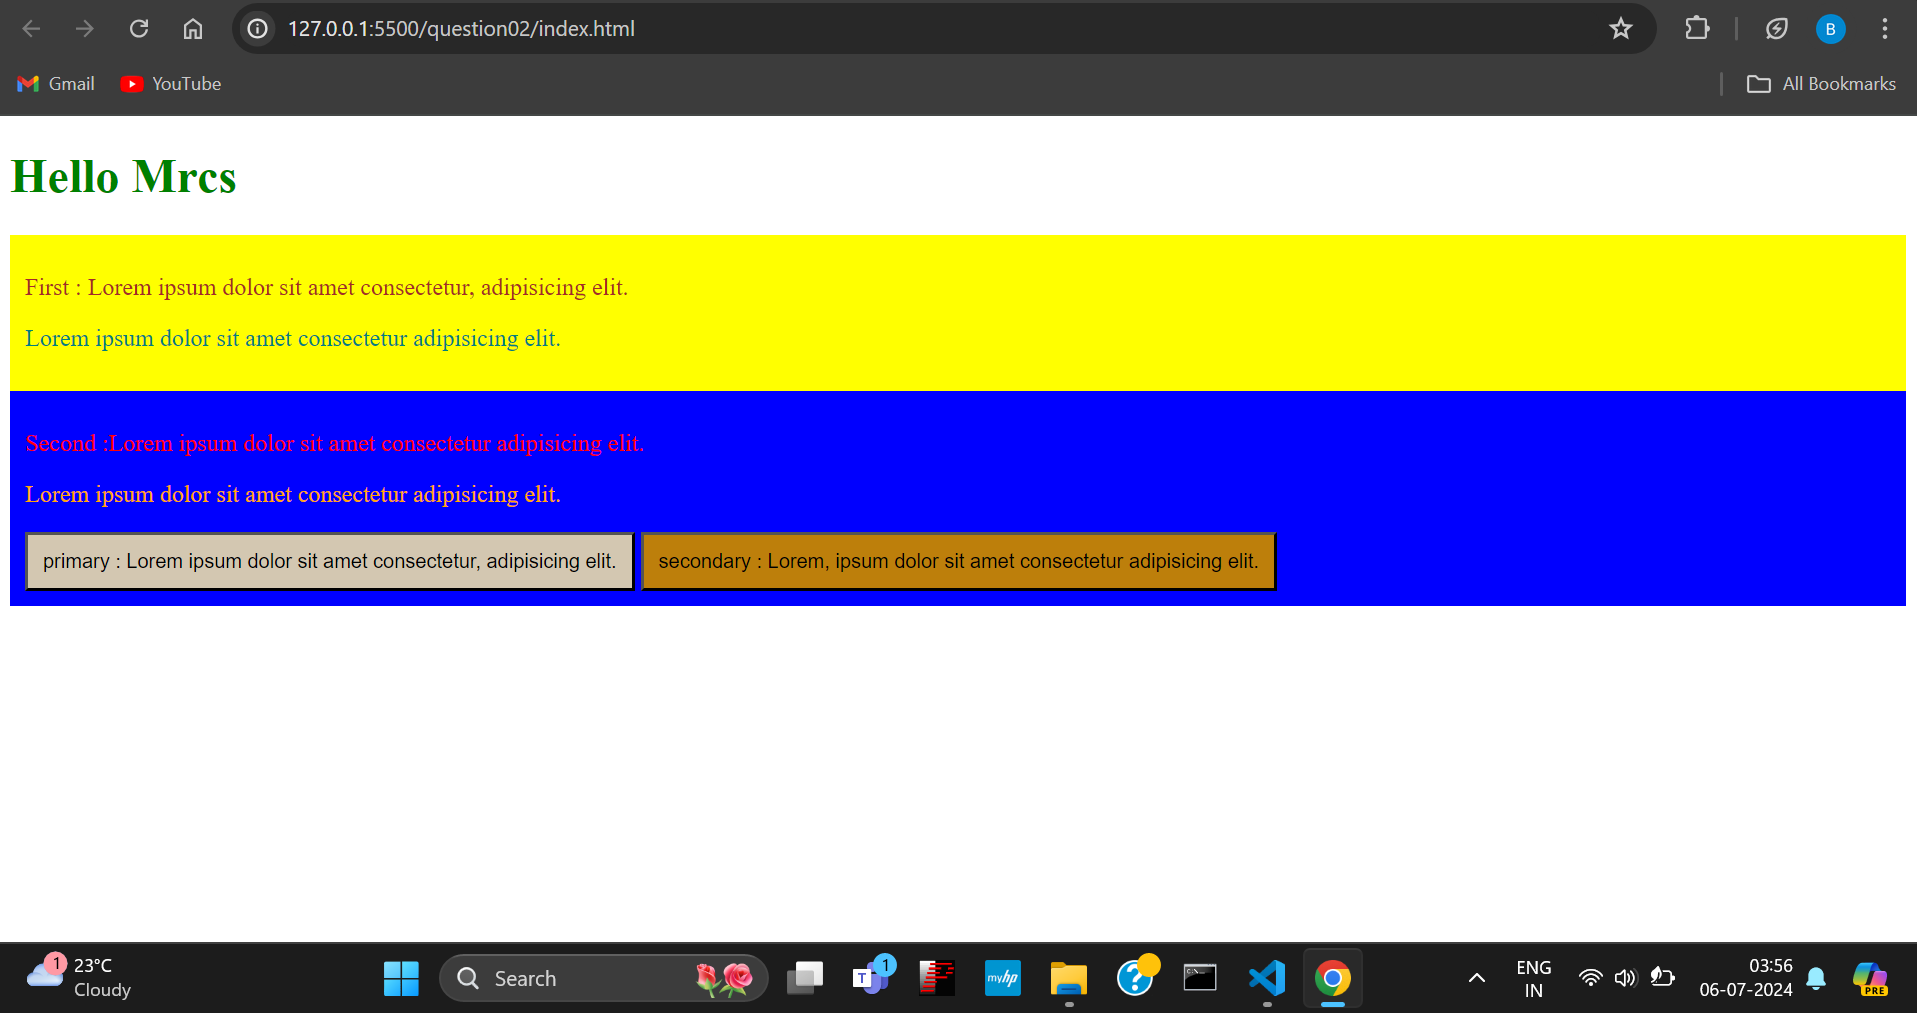 127.0.0.1:5500/question02/index.html
B
Gmail
YouTube
All Bookmarks
Hello Mrcs
First : Lorem ipsum dolor sit amet consectetur, adipisicing elit.
Lorem ipsum dolor sit amet consectetur adipisicing elit.
Second :Lorem ipsum dolor sit amet consectetur adipisicing elit.
Lorem ipsum dolor sit amet consectetur adipisicing elit.
primary : Lorem ipsum dolor sit amet consectetur, adipisicing elit.
secondary : Lorem, ipsum dolor sit amet consectetur adipisicing elit.
1
23°C
Cloudy
Search
T
1
myhp
?
C:\_
ENG
IN
03:56
06-07-2024
PRE